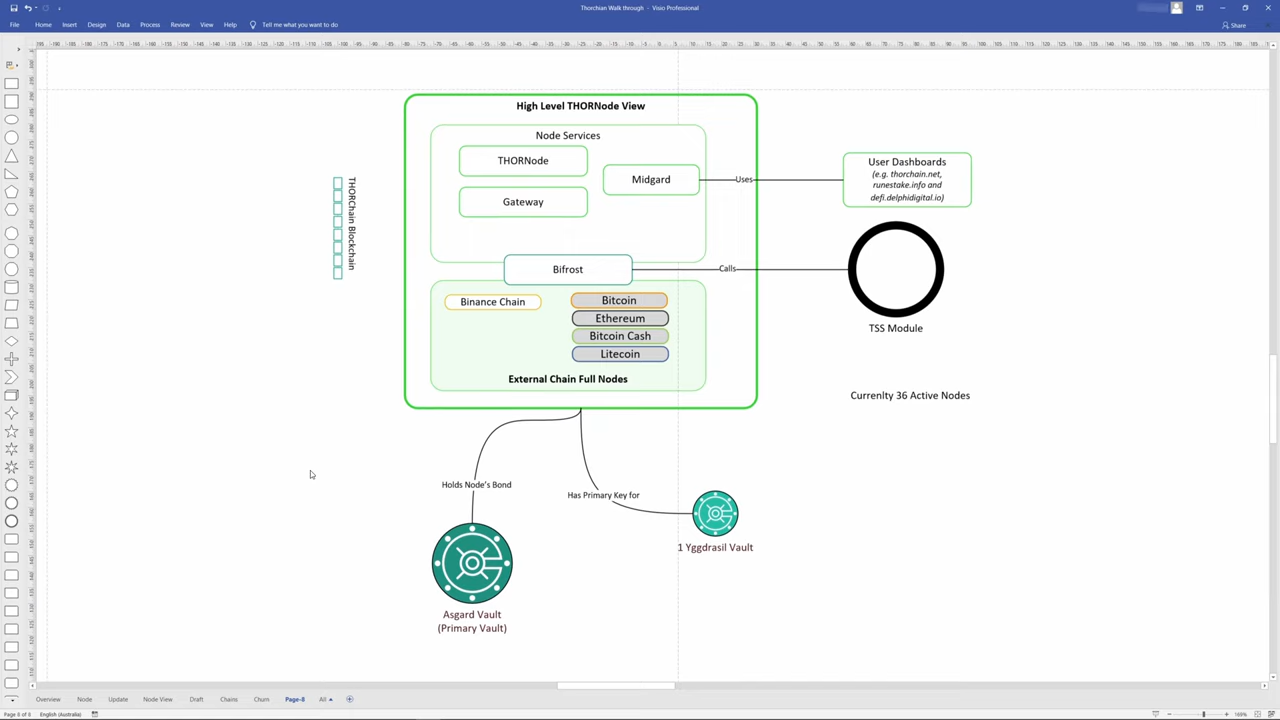 Thorchian Walk through - Visio Professional
File Home Insert Design Data Process Review View Help Tell me what you want to do
Share
High Level THORNode View
Node Services
THORNode
Midgard
Gateway
Uses
User Dashboards
(e.g. thorchain.net,
runestake.info and
defi.delphidigital.io)
THORChain Blockchain
Bifrost
Calls
TSS Module
Binance Chain
Bitcoin
Ethereum
Bitcoin Cash
Litecoin
External Chain Full Nodes
Currenlty 36 Active Nodes
Holds Node's Bond
Has Primary Key for
1 Yggdrasil Vault
Asgard Vault
(Primary Vault)
Overview Node Update Node View Draft Chains Churn Page-8 All
Page 8 of 8 English (Australia) 169%